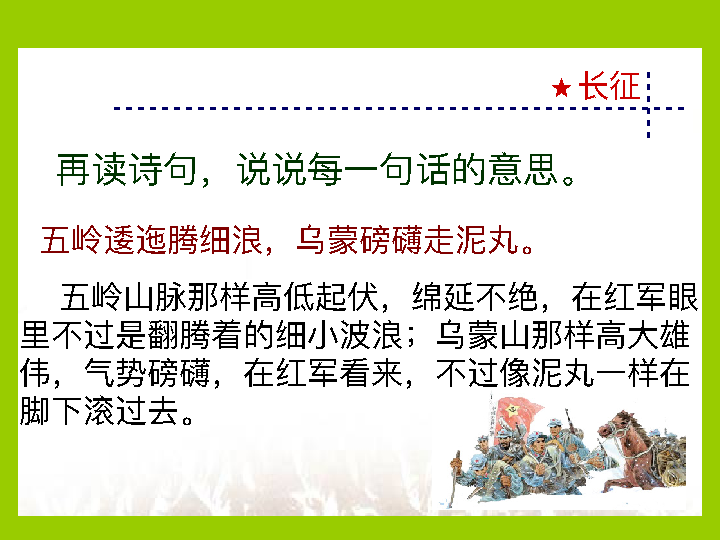 ★长征
再读诗句，说说每一句话的意思。
五岭逶迤腾细浪，乌蒙磅礴走泥丸。
五岭山脉那样高低起伏，绵延不绝，在红军眼
里不过是翻腾着的细小波浪；乌蒙山那样高大雄
伟，气势磅礴，在红军看来，不过像泥丸一样在
脚下滚过去。